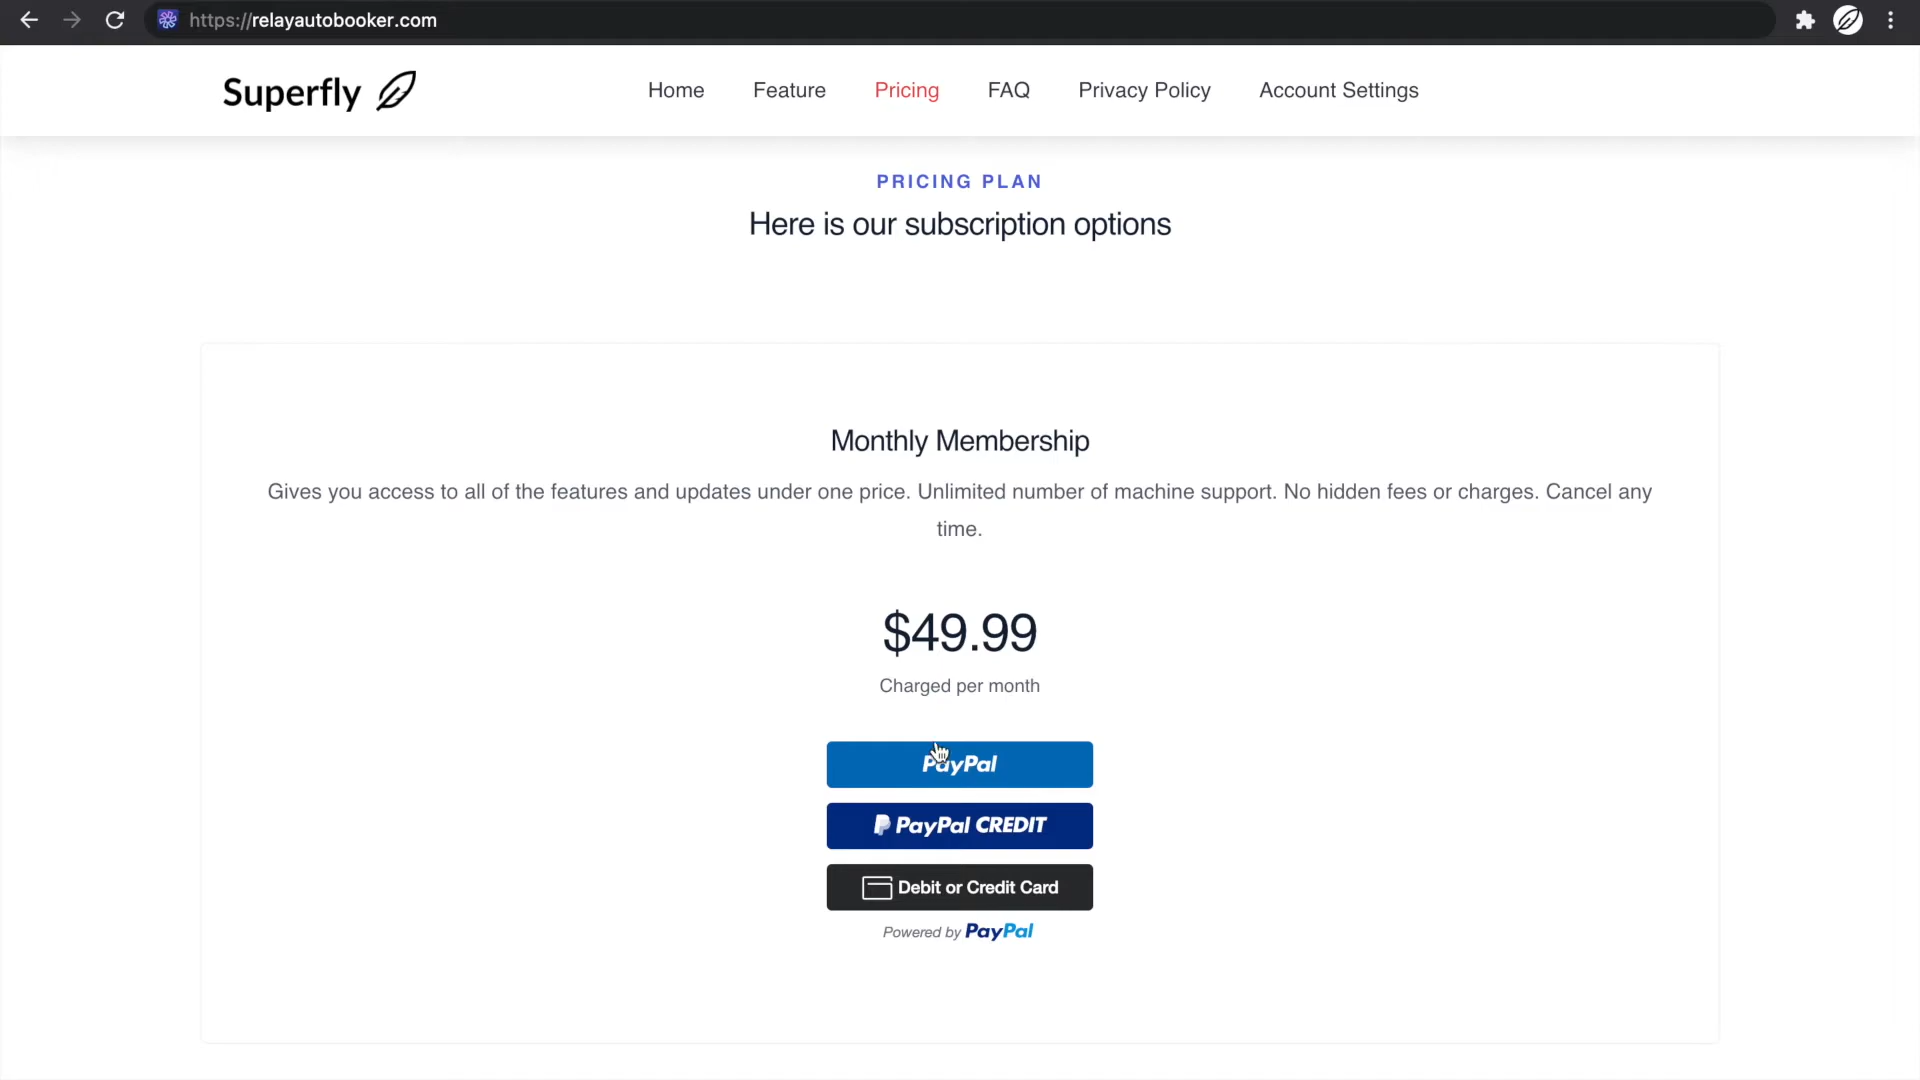 https://relayautobooker.com
Superfly
Home Feature Pricing FAQ Privacy Policy Account Settings
PRICING PLAN
Here is our subscription options
Monthly Membership
Gives you access to all of the features and updates under one price. Unlimited number of machine support. No hidden fees or charges. Cancel any
time.
$49.99
Charged per month
PayPal
PayPal CREDIT
Debit or Credit Card
Powered by PayPal